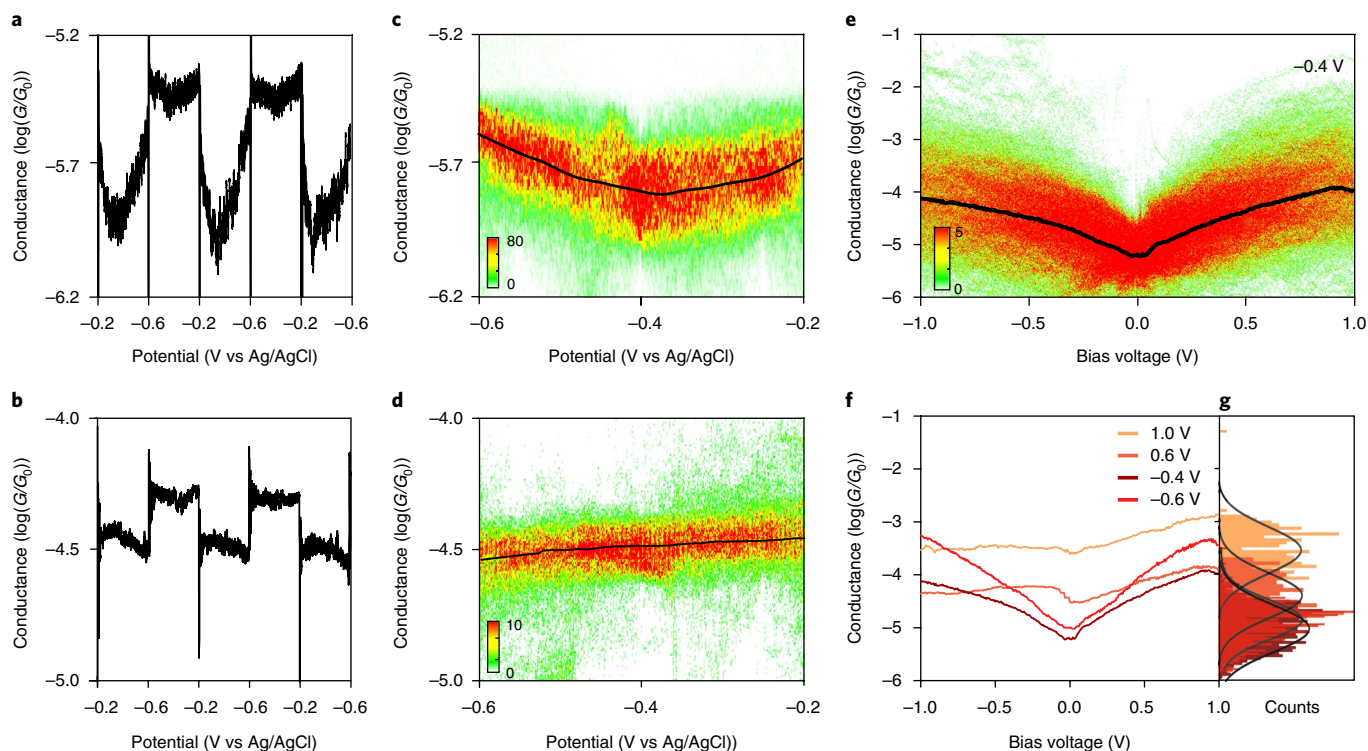 a
Conductance (log(G/G0))
–5.2
–5.7
–6.2
–0.2 –0.6 –0.2 –0.6 –0.2 –0.6
Potential (V vs Ag/AgCl)
c
Conductance (log(G/G0))
–5.2
–5.7
–6.2
80
0
–0.6 –0.4 –0.2
Potential (V vs Ag/AgCl)
e
Conductance (log(G/G0))
–1
–2
–3
–4
–5
–6
–0.4 V
5
0
–1.0 –0.5 0.0 0.5 1.0
Bias voltage (V)
b
Conductance (log(G/G0))
–4.0
–4.5
–5.0
–0.2 –0.6 –0.2 –0.6 –0.2 –0.6
Potential (V vs Ag/AgCl)
d
Conductance (log(G/G0))
–4.0
–4.5
–5.0
10
0
–0.6 –0.4 –0.2
Potential (V vs Ag/AgCl))
f
Conductance (log(G/G0))
–1
–2
–3
–4
–5
–6
1.0 V
0.6 V
–0.4 V
–0.6 V
–1.0 –0.5 0.0 0.5 1.0
Bias voltage (V)
g
Counts